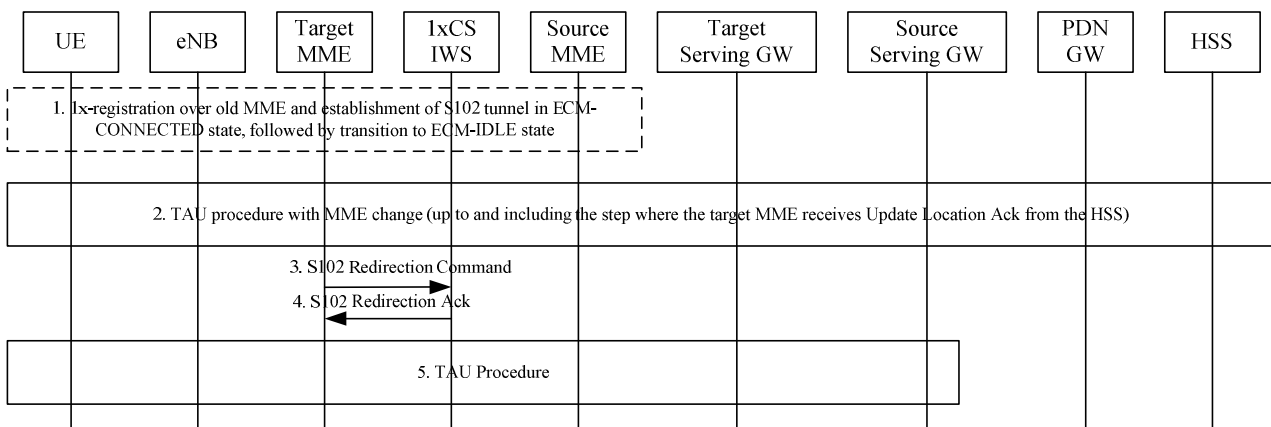 UE
eNB
Target
MME
1xCS
IWS
Source
MME
Target
Serving GW
Source
Serving GW
PDN
GW
HSS
1. 1x-registration over old MME and establishment of S102 tunnel in ECM-
CONNECTED state, followed by transition to ECM-IDLE state
2. TAU procedure with MME change (up to and including the step where the target MME receives Update Location Ack from the HSS)
3. S102 Redirection Command
4. S102 Redirection Ack
5. TAU Procedure